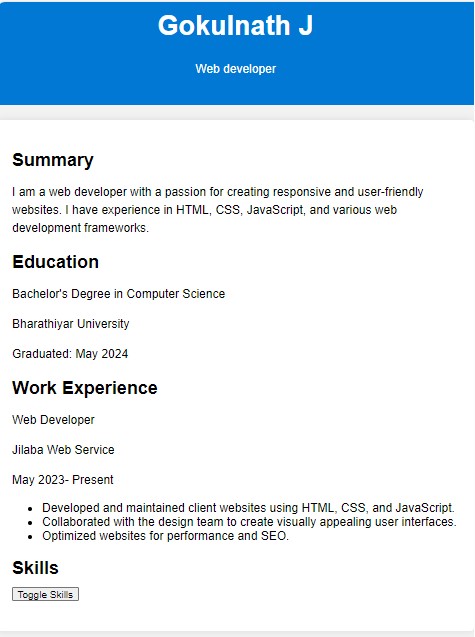 Gokulnath J
Web developer
Summary
I am a web developer with a passion for creating responsive and user-friendly
websites. I have experience in HTML, CSS, JavaScript, and various web
development frameworks.
Education
Bachelor's Degree in Computer Science
Bharathiyar University
Graduated: May 2024
Work Experience
Web Developer
Jilaba Web Service
May 2023- Present
• Developed and maintained client websites using HTML, CSS, and JavaScript.
• Collaborated with the design team to create visually appealing user interfaces.
• Optimized websites for performance and SEO.
Skills
Toggle Skills